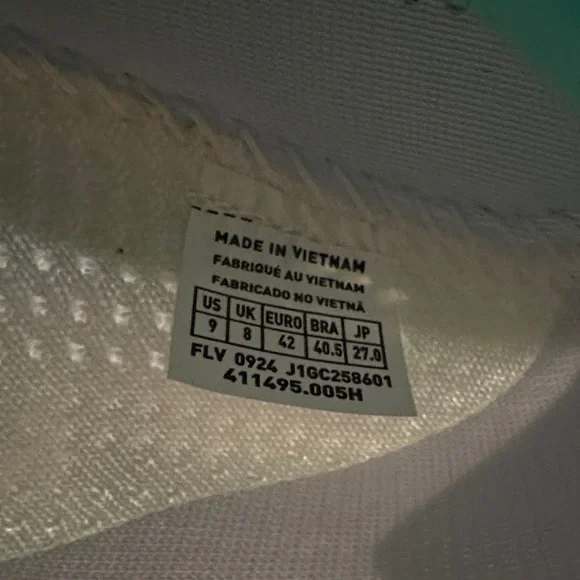 MADE IN VIETNAM
FABRIQUÉ AU VIETNAM
FABRICADO NO VIETNÃ
US UK EURO BRA JP
9 8 42 40.5 27.0
FLV 0924 J1GC258601
411495.005H